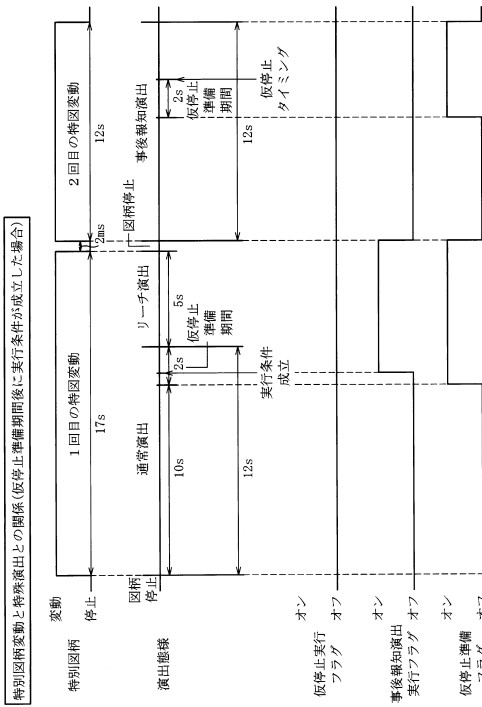 特別図柄変動と特殊演出との関係(仮停止準備期間後に実行条件が成立した場合)
特別図柄
変動
停止
1回目の特図変動
17s
2ms
2回目の特図変動
12s
演出態様
図柄
停止
通常演出
リーチ演出
図柄停止
事後報知演出
10s
2s
5s
仮停止
準備
期間
2s
仮停止
準備
期間
12s
実行条件
成立
12s
仮停止
タイミング
仮停止実行
フラグ
オン
オフ
事後報知演出
実行フラグ
オン
オフ
仮停止準備
フラグ
オン
オフ